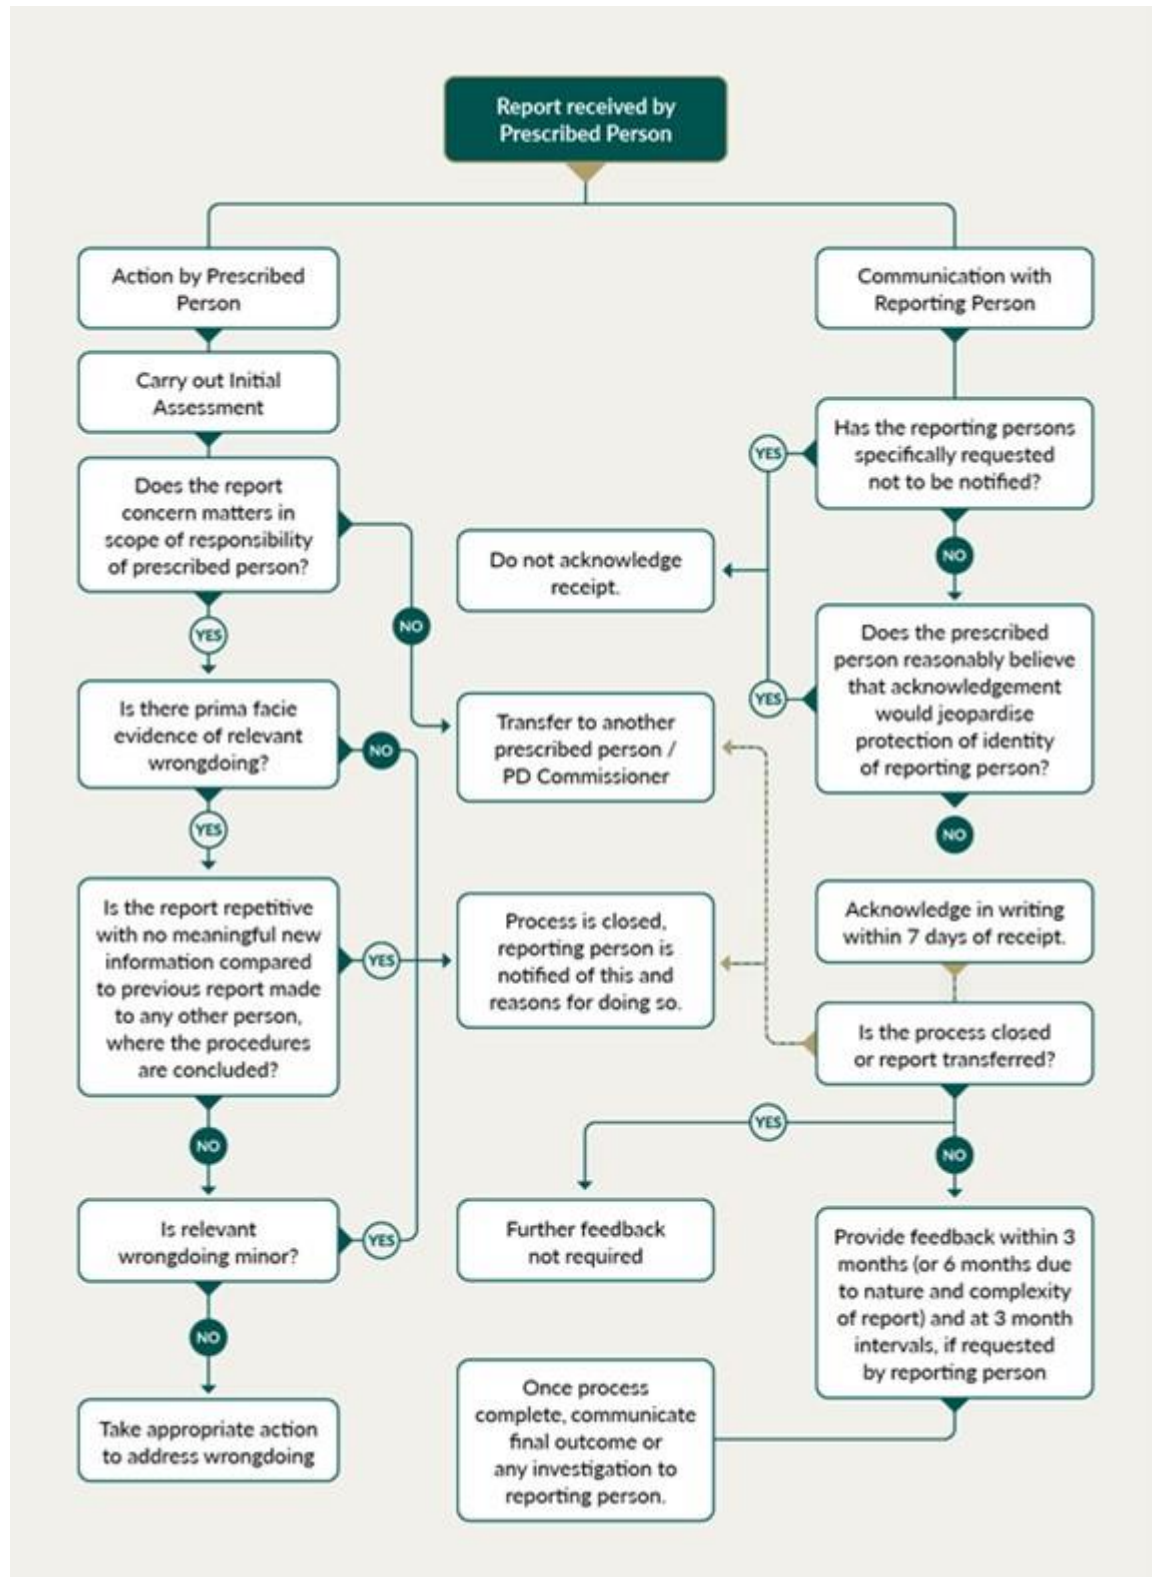 Report received by
Prescribed Person
Action by Prescribed
Person
Carry out Initial
Assessment
Does the report
concern matters in
scope of responsibility
of prescribed person?
NO
YES
Is there prima facie
evidence of relevant
wrongdoing?
NO
YES
Is the report repetitive
with no meaningful new
information compared
to previous report made
to any other person,
where the procedures
are concluded?
YES
NO
Is relevant
wrongdoing minor?
YES
NO
Take appropriate action
to address wrongdoing
Do not acknowledge
receipt.
Transfer to another
prescribed person /
PD Commissioner
Process is closed,
reporting person is
notified of this and
reasons for doing so.
Communication with
Reporting Person
Has the reporting persons
specifically requested
not to be notified?
YES
NO
Does the prescribed
person reasonably believe
that acknowledgement
would jeopardise
protection of identity
of reporting person?
YES
NO
Acknowledge in writing
within 7 days of receipt.
Is the process closed
or report transferred?
YES
NO
Further feedback
not required
Provide feedback within 3
months (or 6 months due
to nature and complexity
of report) and at 3 month
intervals, if requested
by reporting person
Once process
complete, communicate
final outcome or
any investigation to
reporting person.